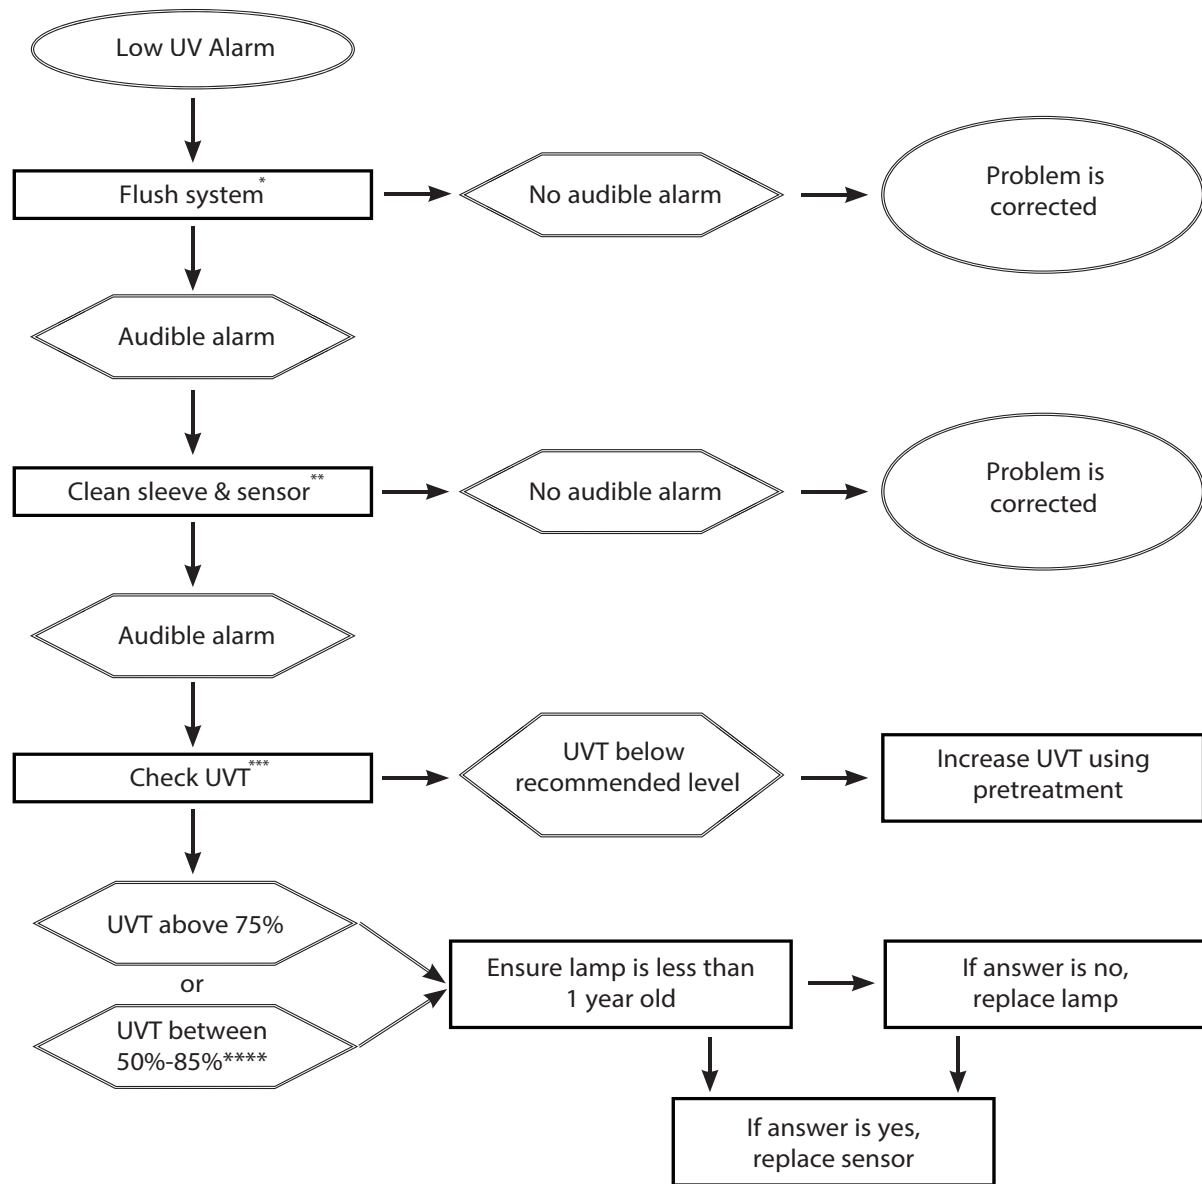 Low UV Alarm
Flush system*
No audible alarm
Problem is
corrected
Audible alarm
Clean sleeve & sensor**
No audible alarm
Problem is
corrected
Audible alarm
Check UVT***
UVT below
recommended level
Increase UVT using
pretreatment
UVT above 75%
or
UVT between
50%-85%****
Ensure lamp is less than
1 year old
If answer is no,
replace lamp
If answer is yes,
replace sensor